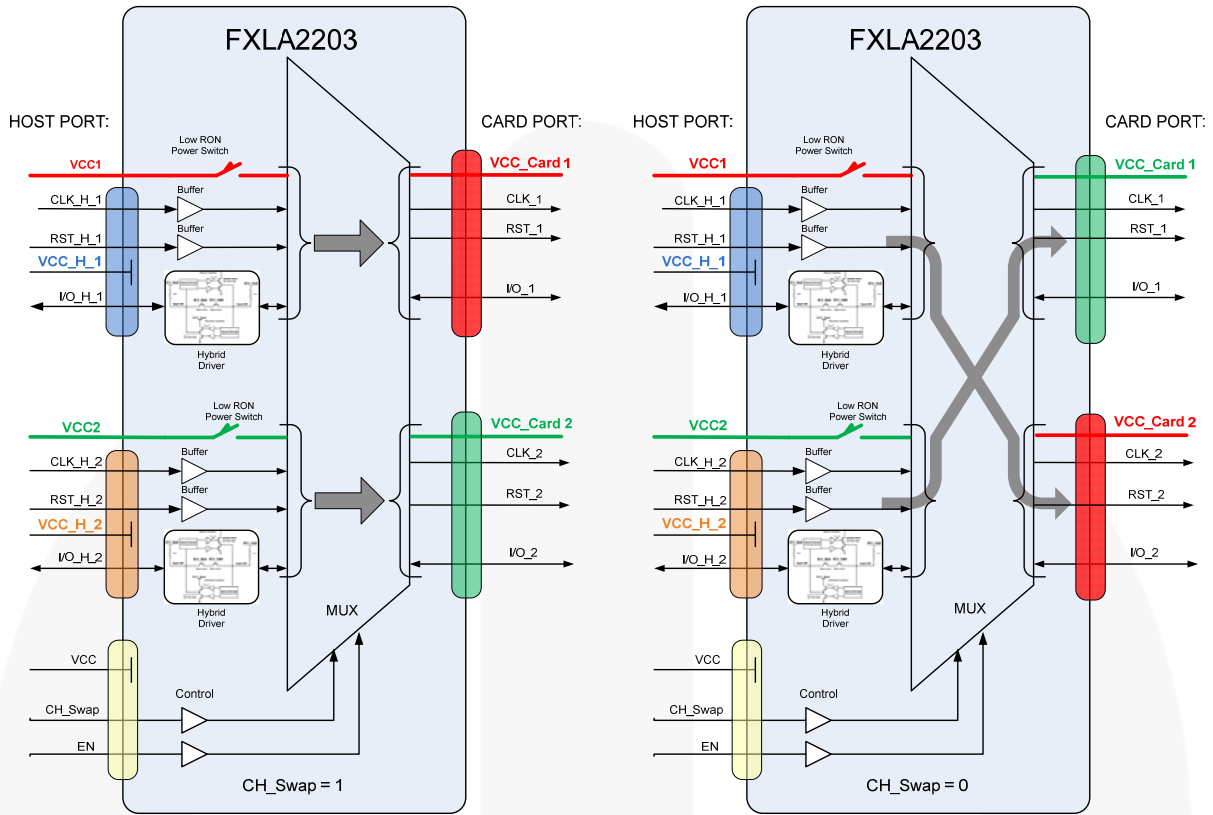 FXLA2203
HOST PORT:
CARD PORT:
Low RON
Power Switch
VCC1
VCC_Card 1
Buffer
CLK_H_1
CLK_1
Buffer
RST_H_1
RST_1
VCC_H_1
I/O_H_1
I/O_1
Hybrid
Driver
Low RON
Power Switch
VCC2
VCC_Card 2
Buffer
CLK_H_2
CLK_2
Buffer
RST_H_2
RST_2
VCC_H_2
I/O_H_2
I/O_2
Hybrid
Driver
MUX
VCC
Control
CH_Swap
EN
CH_Swap = 1
FXLA2203
HOST PORT:
CARD PORT:
Low RON
Power Switch
VCC1
VCC_Card 1
Buffer
CLK_H_1
CLK_1
Buffer
RST_H_1
RST_1
VCC_H_1
I/O_H_1
I/O_1
Hybrid
Driver
Low RON
Power Switch
VCC2
VCC_Card 2
Buffer
CLK_H_2
CLK_2
Buffer
RST_H_2
RST_2
VCC_H_2
I/O_H_2
I/O_2
Hybrid
Driver
MUX
VCC
Control
CH_Swap
EN
CH_Swap = 0